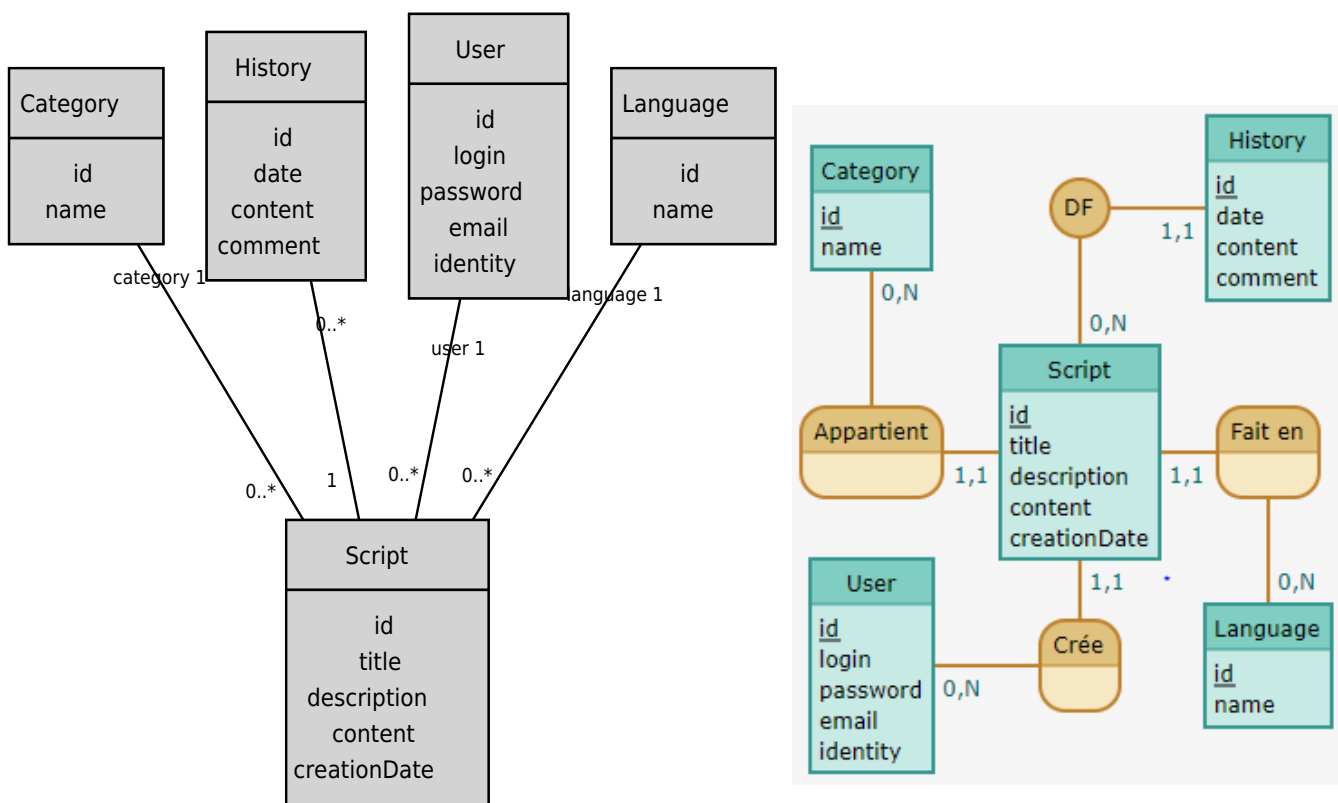 Category
id
name
History
id
date
content
comment
User
id
login
password
email
identity
Language
id
name
category 1
0..*
user 1
language 1
0..*
1
0..*
0..*
Script
id
title
description
content
creationDate
Category
id
name
0,N
DF
1,1
0,N
History
id
date
content
comment
Appartient
1,1
Script
id
title
description
content
creationDate
1,1
Fait en
0,N
1,1
User
id
login
password
email
identity
0,N
Crée
Language
id
name